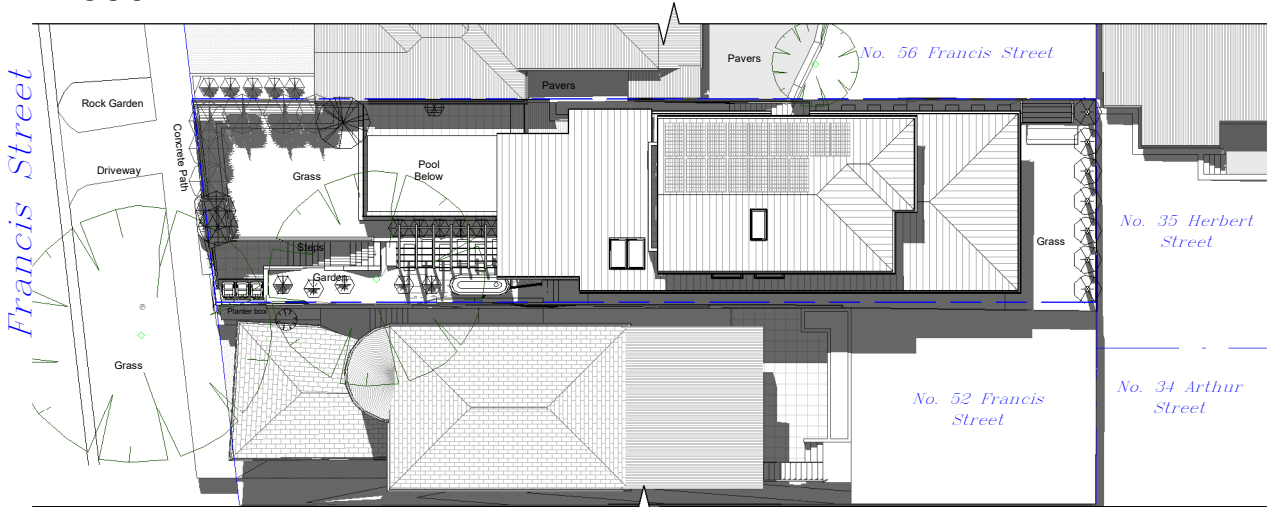 Francis Street
Rock Garden
Driveway
Concrete Path
Grass
Pool
Below
Pavers
Pavers
No. 56 Francis Street
Grass
No. 35 Herbert
Street
Steps
Garden
Planter box
Grass
No. 52 Francis
Street
No. 34 Arthur
Street